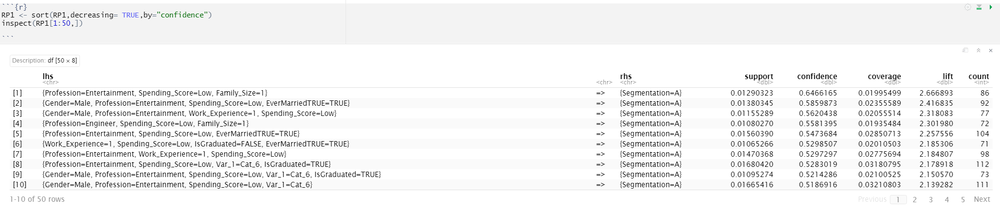 ```{r}
RP1 <- sort(RP1,decreasing= TRUE,by="confidence")
inspect(RP1[1:50,])
```
Description: df [50 × 8]
lhs rhs support confidence coverage lift count
<chr> <chr> <chr> <dbl> <dbl> <dbl> <dbl> <int>
[1] {Profession=Entertainment, Spending_Score=Low, Family_Size=1} => {Segmentation=A} 0.01290323 0.6466165 0.01995499 2.666893 86
[2] {Gender=Male, Profession=Entertainment, Spending_Score=Low, EverMarriedTRUE=TRUE} => {Segmentation=A} 0.01380345 0.5859873 0.02355589 2.416835 92
[3] {Gender=Male, Profession=Entertainment, Work_Experience=1, Spending_Score=Low} => {Segmentation=A} 0.01155289 0.5620438 0.02055514 2.318083 77
[4] {Profession=Engineer, Spending_Score=Low, Family_Size=1} => {Segmentation=A} 0.01080270 0.5581395 0.01935484 2.301980 72
[5] {Profession=Entertainment, Spending_Score=Low, EverMarriedTRUE=TRUE} => {Segmentation=A} 0.01560390 0.5473684 0.02850713 2.257556 104
[6] {Work_Experience=1, Spending_Score=Low, IsGraduated=FALSE, EverMarriedTRUE=TRUE} => {Segmentation=A} 0.01065266 0.5298507 0.02010503 2.185306 71
[7] {Profession=Entertainment, Work_Experience=1, Spending_Score=Low} => {Segmentation=A} 0.01470368 0.5297297 0.02775694 2.184807 98
[8] {Profession=Entertainment, Spending_Score=Low, Var_1=Cat_6, IsGraduated=TRUE} => {Segmentation=A} 0.01680420 0.5283019 0.03180795 2.178918 112
[9] {Gender=Male, Profession=Entertainment, Spending_Score=Low, Var_1=Cat_6, IsGraduated=TRUE} => {Segmentation=A} 0.01095274 0.5214286 0.02100525 2.150570 73
[10] {Gender=Male, Profession=Entertainment, Spending_Score=Low, Var_1=Cat_6} => {Segmentation=A} 0.01665416 0.5186916 0.03210803 2.139282 111
1-10 of 50 rows Previous 1 2 3 4 5 Next